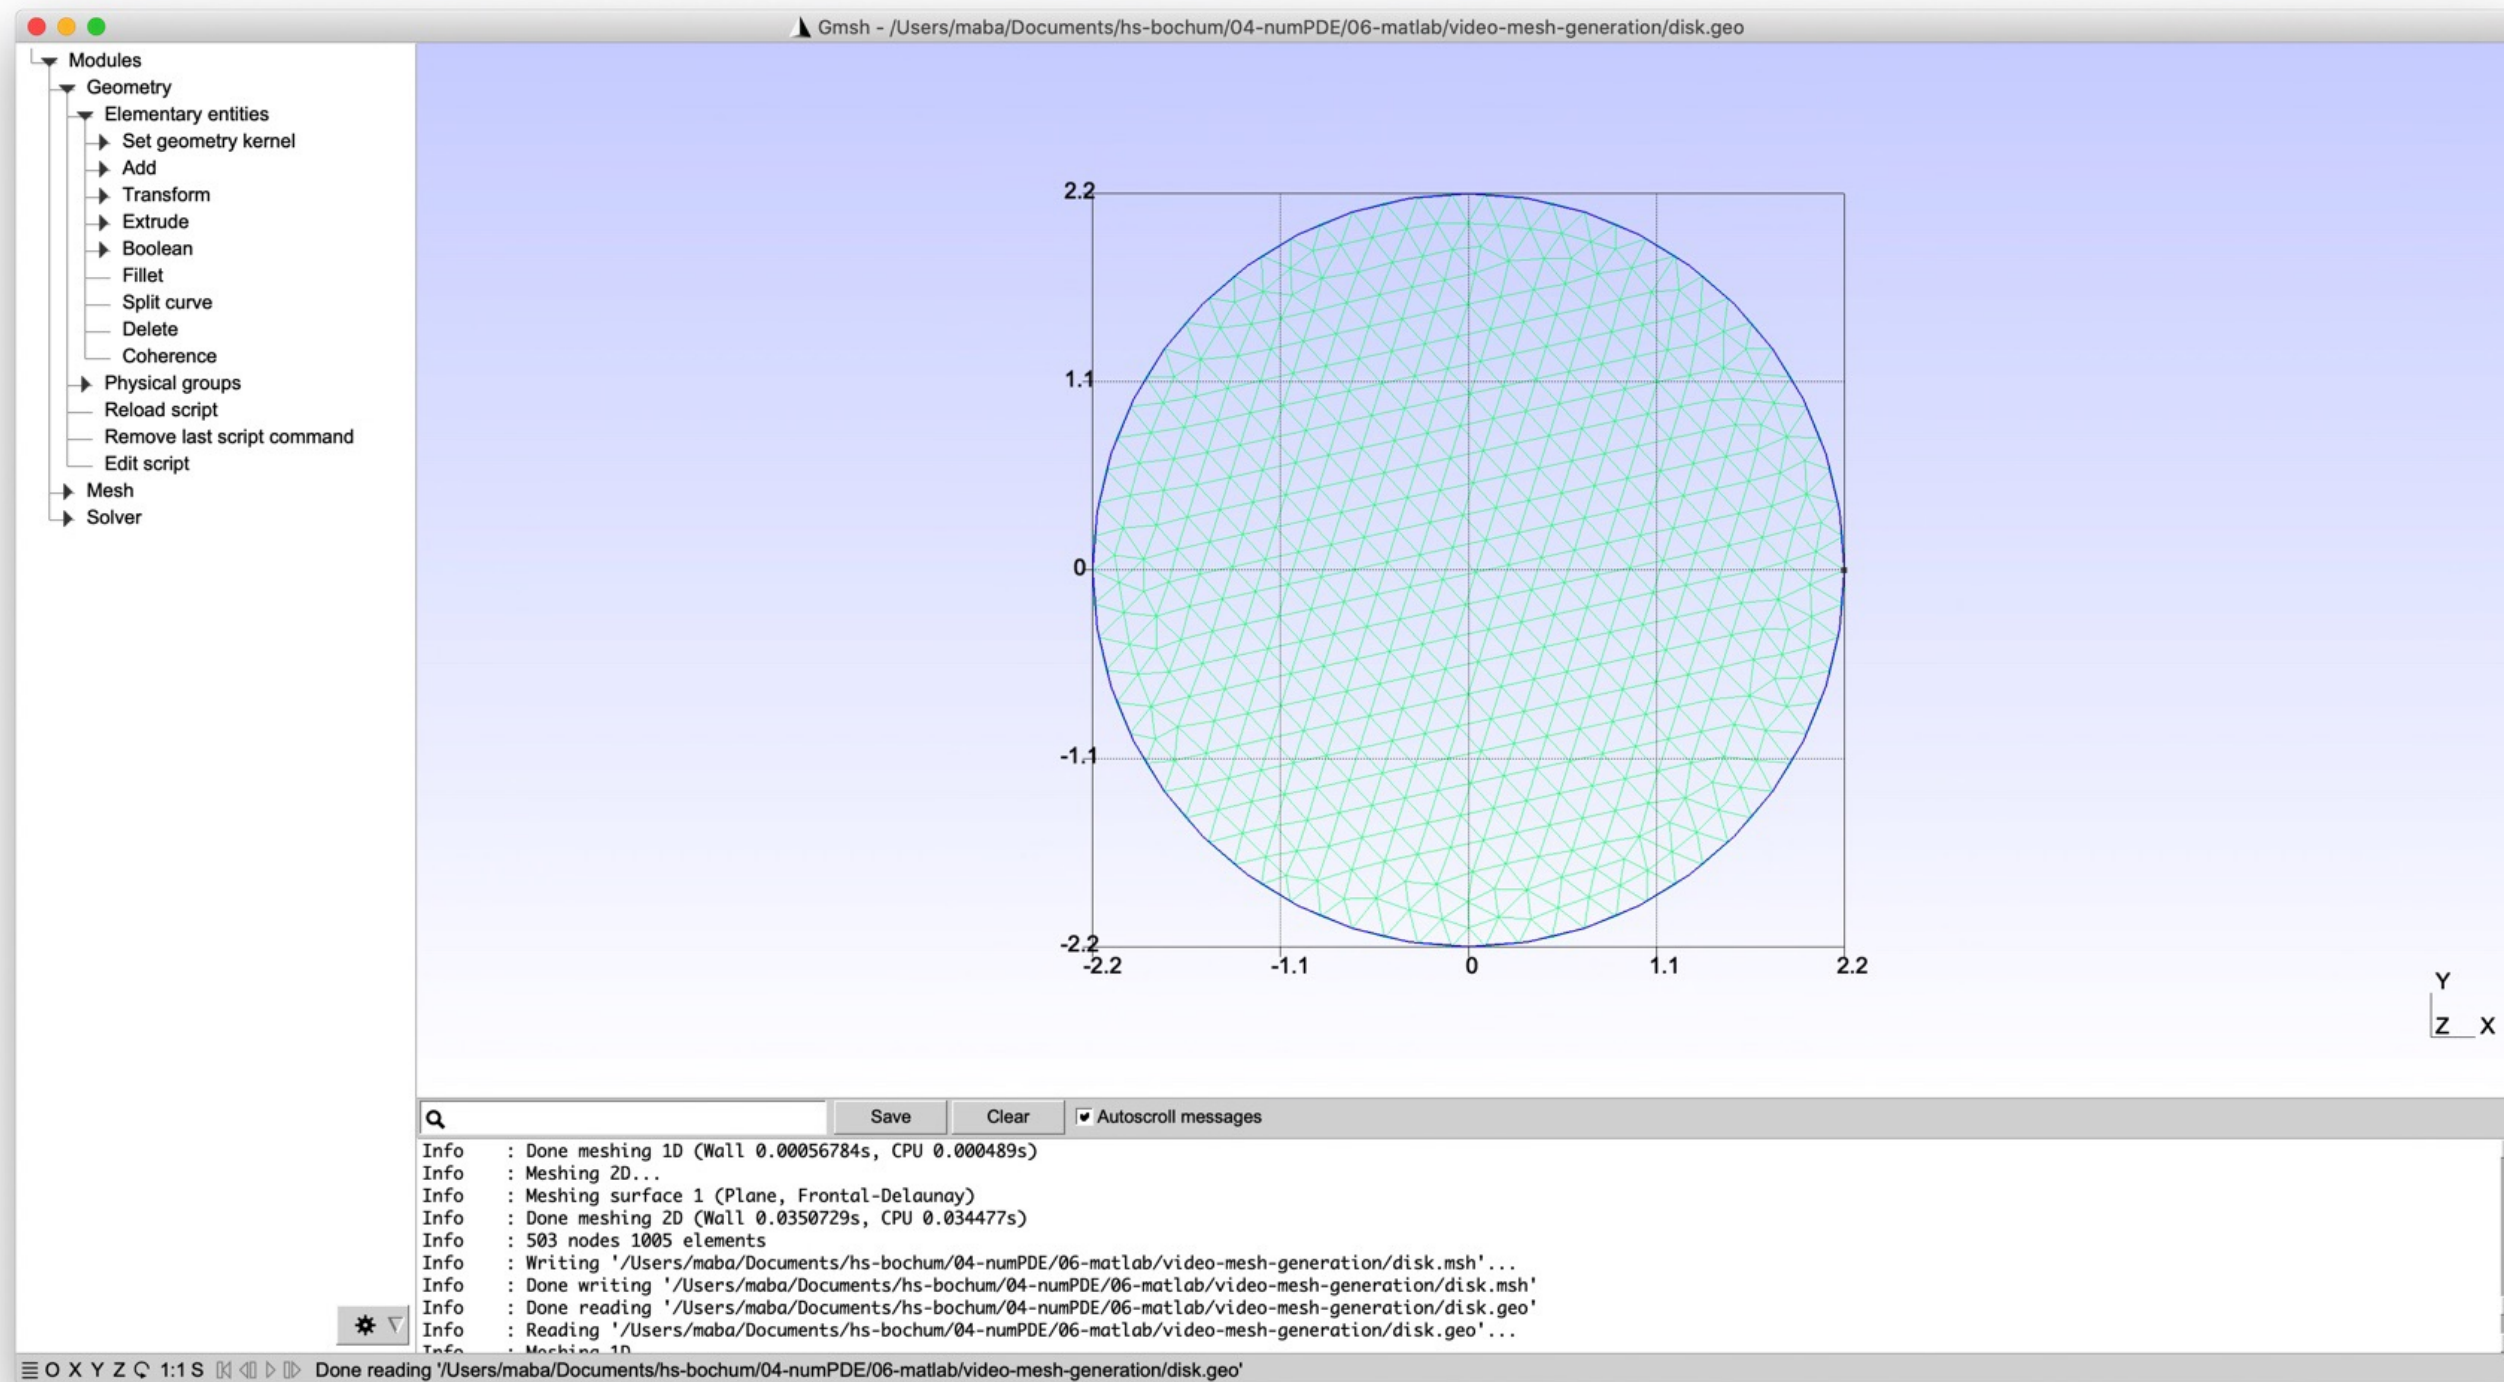 Gmsh - /Users/maba/Documents/hs-bochum/04-numPDE/06-matlab/video-mesh-generation/disk.geo
Modules
Geometry
Elementary entities
Set geometry kernel
Add
Transform
Extrude
Boolean
Fillet
Split curve
Delete
Coherence
Physical groups
Reload script
Remove last script command
Edit script
Mesh
Solver
2.2
1.1
0
-1.1
-2.2
-2.2 -1.1 0 1.1 2.2
Y
Z X
Save Clear Autoscroll messages
Info : Done meshing 1D (Wall 0.00056784s, CPU 0.000489s)
Info : Meshing 2D...
Info : Meshing surface 1 (Plane, Frontal-Delaunay)
Info : Done meshing 2D (Wall 0.0350729s, CPU 0.034477s)
Info : 503 nodes 1005 elements
Info : Writing '/Users/maba/Documents/hs-bochum/04-numPDE/06-matlab/video-mesh-generation/disk.msh'...
Info : Done writing '/Users/maba/Documents/hs-bochum/04-numPDE/06-matlab/video-mesh-generation/disk.msh'
Info : Done reading '/Users/maba/Documents/hs-bochum/04-numPDE/06-matlab/video-mesh-generation/disk.geo'
Info : Reading '/Users/maba/Documents/hs-bochum/04-numPDE/06-matlab/video-mesh-generation/disk.geo'...
Info : Meshing 1D
O X Y Z 1:1 S Done reading '/Users/maba/Documents/hs-bochum/04-numPDE/06-matlab/video-mesh-generation/disk.geo'